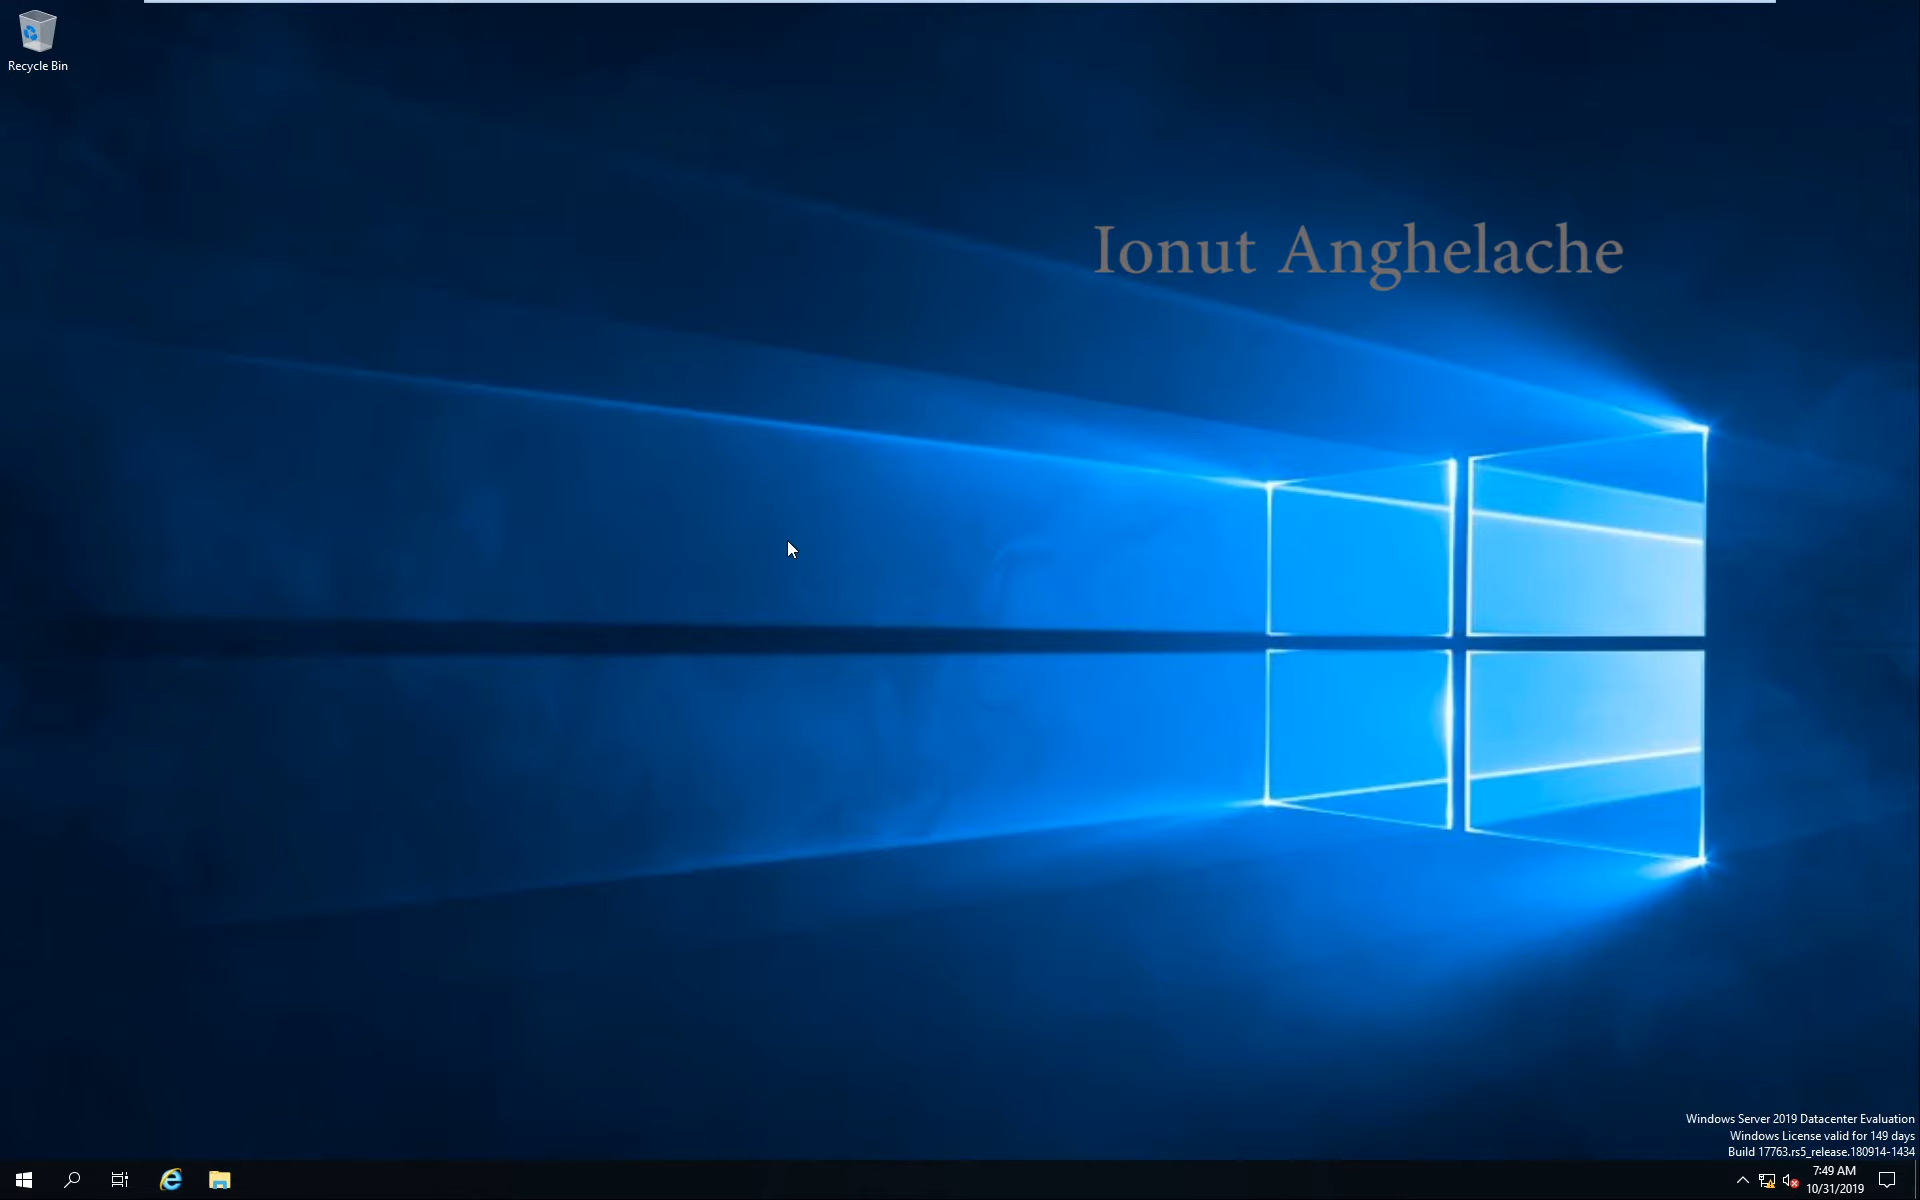 Recycle Bin
Ionut Anghelache
Windows Server 2019 Datacenter Evaluation
Windows License valid for 149 days
Build 17763.rs5_release.180914-1434
7:49 AM
10/31/2019